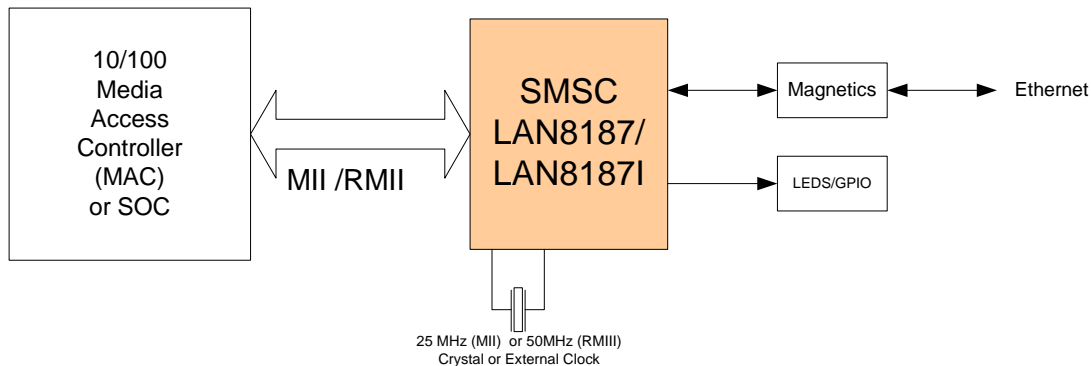 10/100
Media
Access
Controller
(MAC)
or SOC
MII /RMII
SMSC
LAN8187/
LAN8187I
Magnetics
Ethernet
LEDS/GPIO
25 MHz (MII) or 50MHz (RMIII)
Crystal or External Clock